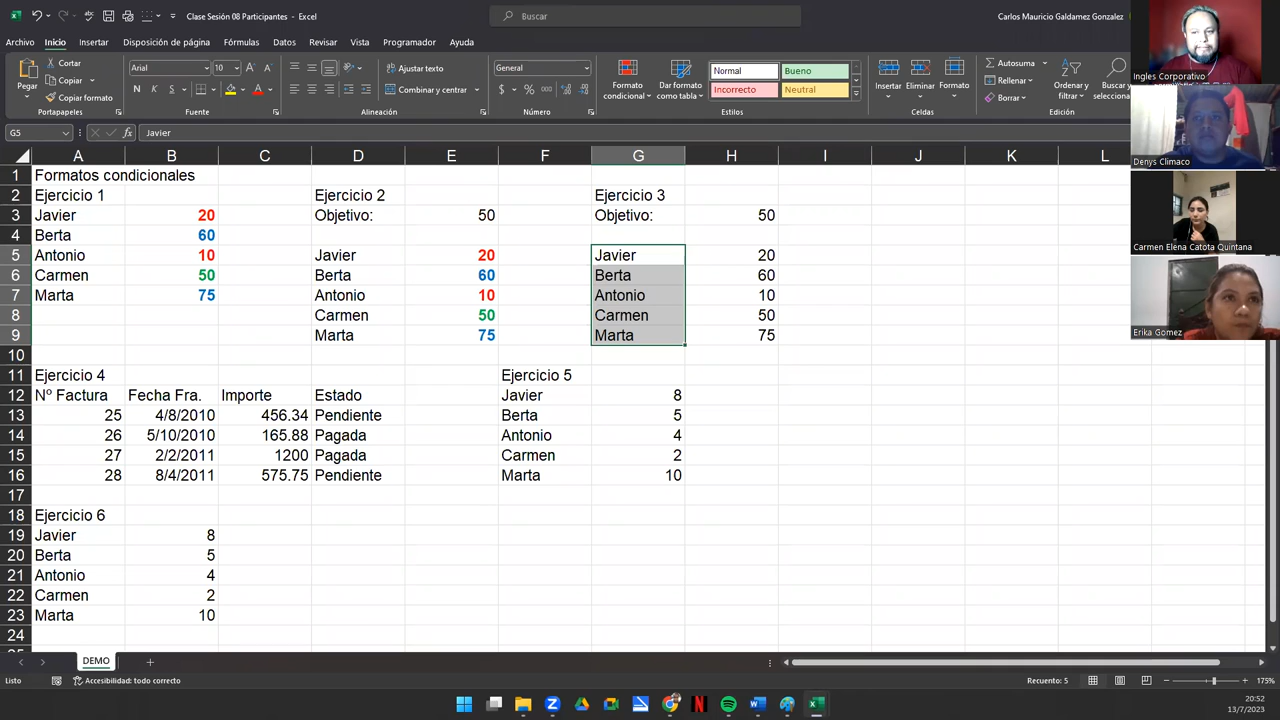 Clase Sesión 08 Participantes - Excel
Buscar
Carlos Mauricio Galdamez Gonzalez
Archivo Inicio Insertar Disposición de página Fórmulas Datos Revisar Vista Programador Ayuda
Pegar
Cortar
Copiar
Copiar formato
Portapapeles
Arial 10
N K S
Fuente
Ajustar texto
Combinar y centrar
Alineación
General
$ % 000
Número
Formato condicional
Dar formato como tabla
Normal Bueno
Incorrecto Neutral
Estilos
Insertar Eliminar Formato
Celdas
Autosuma
Rellenar
Borrar
Ordenar y filtrar
Buscar y selecciona
Edición
G5 fx Javier
A B C D E F G H I J K L
1 Formatos condicionales
2 Ejercicio 1 Ejercicio 2 Ejercicio 3
3 Javier 20 Objetivo: 50 Objetivo: 50
4 Berta 60
5 Antonio 10 Javier 20 Javier 20
6 Carmen 50 Berta 60 Berta 60
7 Marta 75 Antonio 10 Antonio 10
8 Carmen 50 Carmen 50
9 Marta 75 Marta 75
10
11 Ejercicio 4 Ejercicio 5
12 Nº Factura Fecha Fra. Importe Estado Javier 8
13 25 4/8/2010 456.34 Pendiente Berta 5
14 26 5/10/2010 165.88 Pagada Antonio 4
15 27 2/2/2011 1200 Pagada Carmen 2
16 28 8/4/2011 575.75 Pendiente Marta 10
17
18 Ejercicio 6
19 Javier 8
20 Berta 5
21 Antonio 4
22 Carmen 2
23 Marta 10
24
DEMO
Listo Accesibilidad: todo correcto Recuento: 5 175%
20:52
13/7/2023
Ingles Corporativo
Denys Climaco
Carmen Elena Catota Quintana
Erika Gomez